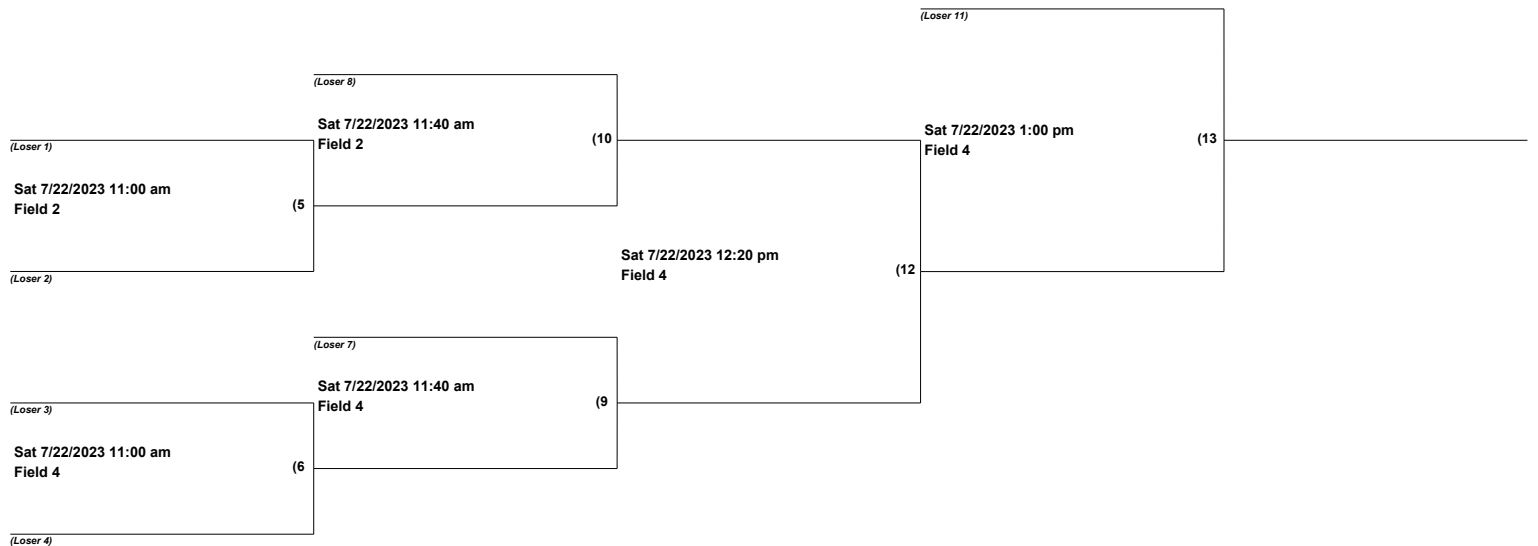 (Loser 11)
(Loser 8)
Sat 7/22/2023 11:40 am
Field 2
(10
Sat 7/22/2023 1:00 pm
Field 4
(13
(Loser 1)
Sat 7/22/2023 11:00 am
Field 2
(5
Sat 7/22/2023 12:20 pm
Field 4
(12
(Loser 2)
(Loser 7)
Sat 7/22/2023 11:40 am
Field 4
(9
(Loser 3)
Sat 7/22/2023 11:00 am
Field 4
(6
(Loser 4)